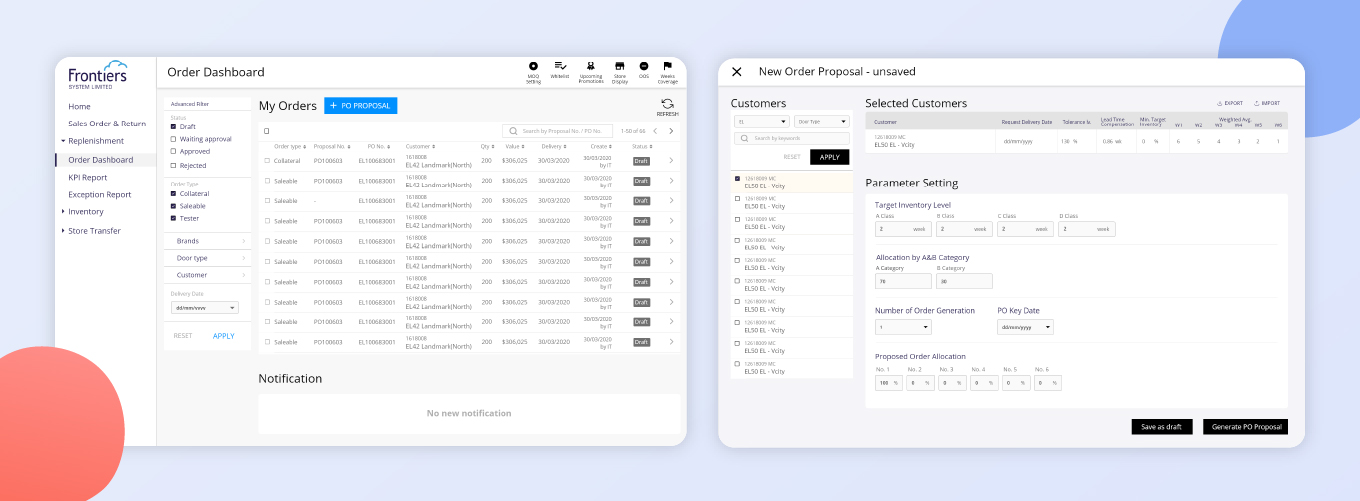 Frontiers
SYSTEM LIMITED
Home
Sales Order & Return
Replenishment
Order Dashboard
KPI Report
Exception Report
Inventory
Store Transfer
Order Dashboard
MOQ Setting
Whitelist
Upcoming Promotions
Store Display
OOS
Weeks Coverage
Advanced Filter
Status
Draft
Waiting approval
Approved
Rejected
Order Type
Collateral
Saleable
Tester
Brands
Door type
Customer
Delivery Date
dd/mm/yyyy
RESET APPLY
My Orders
+ PO PROPOSAL
REFRESH
Search by Proposal No. / PO No.
1-50 of 66
Order type Proposal No. PO No. Customer Qty Value Delivery Create Status
Collateral PO100603 EL100683001 1618008 EL42 Landmark(North) 200 $306,025 30/03/2020 30/03/2020 by IT Draft
Saleable PO100603 EL100683001 1618008 EL43 Landmark(North) 200 $306,025 30/03/2020 30/03/2020 by IT Draft
Saleable - EL100683001 1618008 EL42 Landmark(North) 200 $306,025 30/03/2020 30/03/2020 by IT Draft
Saleable PO100603 EL100683001 1618008 EL42 Landmark(North) 200 $306,025 30/03/2020 30/03/2020 by IT Draft
Saleable PO100603 EL100683001 1618008 EL42 Landmark(North) 200 $306,025 30/03/2020 30/03/2020 by IT Draft
Saleable PO100603 EL100683001 1618008 EL42 Landmark(North) 200 $306,025 30/03/2020 30/03/2020 by IT Draft
Saleable PO100603 EL100683001 1618008 EL42 Landmark(North) 200 $306,025 30/03/2020 30/03/2020 by IT Draft
Saleable PO100603 EL100683001 1618008 EL42 Landmark(North) 200 $306,025 30/03/2020 30/03/2020 by IT Draft
Saleable PO100603 EL100683001 1618008 EL42 Landmark(North) 200 $306,025 30/03/2020 30/03/2020 by IT Draft
Saleable PO100603 EL100683001 1618008 EL42 Landmark(North) 200 $306,025 30/03/2020 30/03/2020 by IT Draft
Notification
No new notification
New Order Proposal - unsaved
Customers
EL
Door Type
Search by keywords
RESET APPLY
12618009 MC
EL50 EL - Vcity
12618009 MC
EL50 EL - Vcity
12618009 MC
EL50 EL - Vcity
12618009 MC
EL50 EL - Vcity
12618009 MC
EL50 EL - Vcity
12618009 MC
EL50 EL - Vcity
12618009 MC
EL50 EL - Vcity
12618009 MC
EL50 EL - Vcity
12618009 MC
EL50 EL - Vcity
12618009 MC
EL50 EL - Vcity
Selected Customers
EXPORT
IMPORT
Customer Request Delivery Date Tolerance Lead Time Compensation Min. Target Inventory Weighted Avg.
W1 W2 W3 W4 W5 W6
12618009 MC
EL50 EL - Vcity dd/mm/yyyy 130 % 0.86 wk 0 % 6 5 4 3 2 1
Parameter Setting
Target Inventory Level
A Class B Class C Class D Class
2 week 2 week 2 week 2 week
Allocation by A&B Category
A Category B Category
70 30
Number of Order Generation PO Key Date
1 dd/mm/yyyy
Proposed Order Allocation
No. 1 No. 2 No. 3 No. 4 No. 5 No. 6
100 % 0 % 0 % 0 % 0 % 0 %
Save as draft
Generate PO Proposal